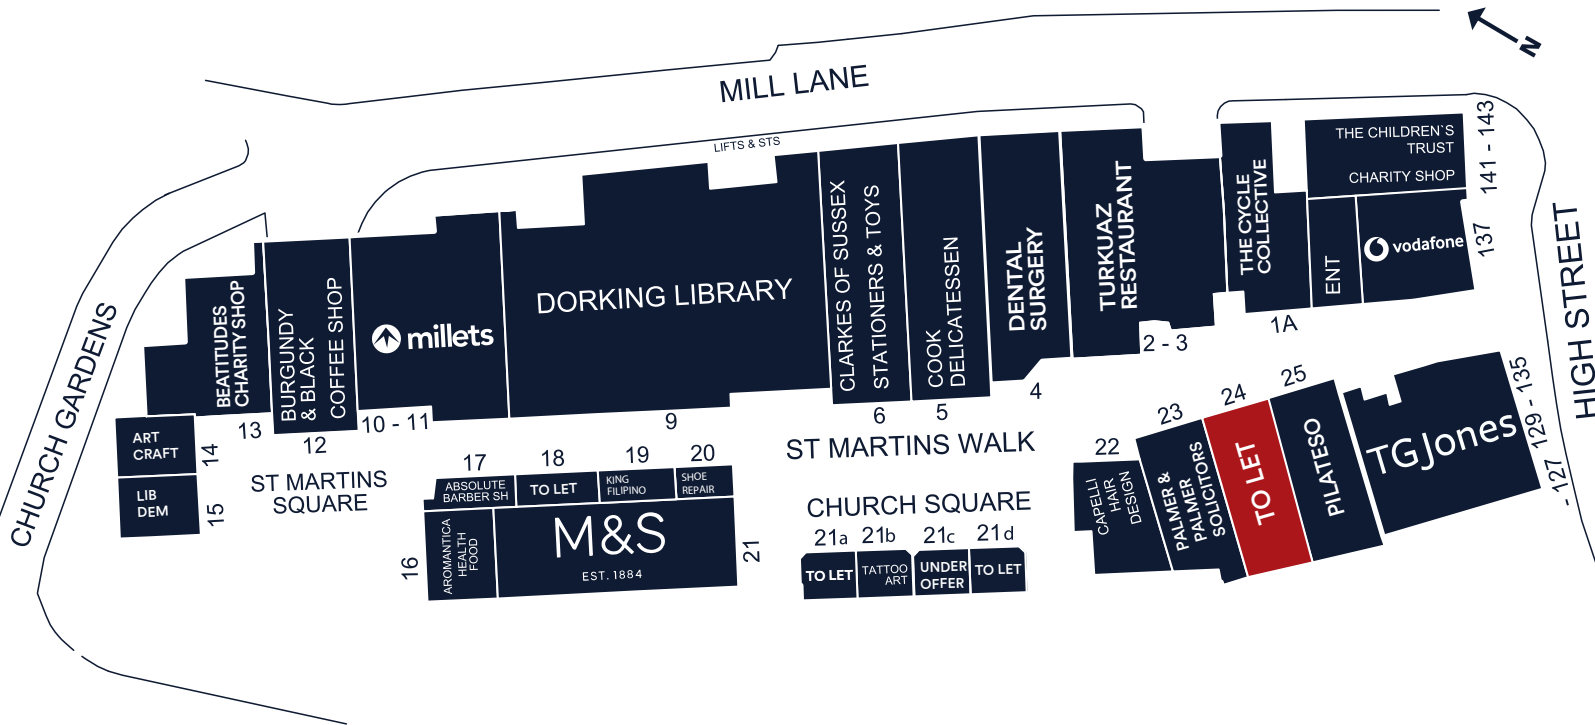 N
MILL LANE
LIFTS & STS
CHURCH GARDENS
HIGH STREET
BEATITUDES
CHARITY SHOP
BURGUNDY
& BLACK
COFFEE SHOP
millets
DORKING LIBRARY
CLARKES OF SUSSEX
STATIONERS & TOYS
COOK
DELICATESSEN
DENTAL
SURGERY
TURKUAZ
RESTAURANT
THE CYCLE
COLLECTIVE
THE CHILDREN`S
TRUST
CHARITY SHOP
141 - 143
ENT
vodafone
137
13
12
10 - 11
9
6
5
4
2 - 3
1A
ART
CRAFT
14
LIB
DEM
15
ST MARTINS
SQUARE
ST MARTINS WALK
CHURCH SQUARE
17
18
19
20
ABSOLUTE
BARBER SH
TO LET
KING
FILIPINO
SHOE
REPAIR
16
AROMANTICA
HEALTH
FOOD
M&S
EST. 1884
21
21a
21b
21c
21d
TO LET
TATTOO
ART
UNDER
OFFER
TO LET
22
23
24
25
CAPELLI
HAIR
DESIGN
PALMER &
PALMER
SOLICITORS
TO LET
PILATESO
TGJones
129 - 135
- 127